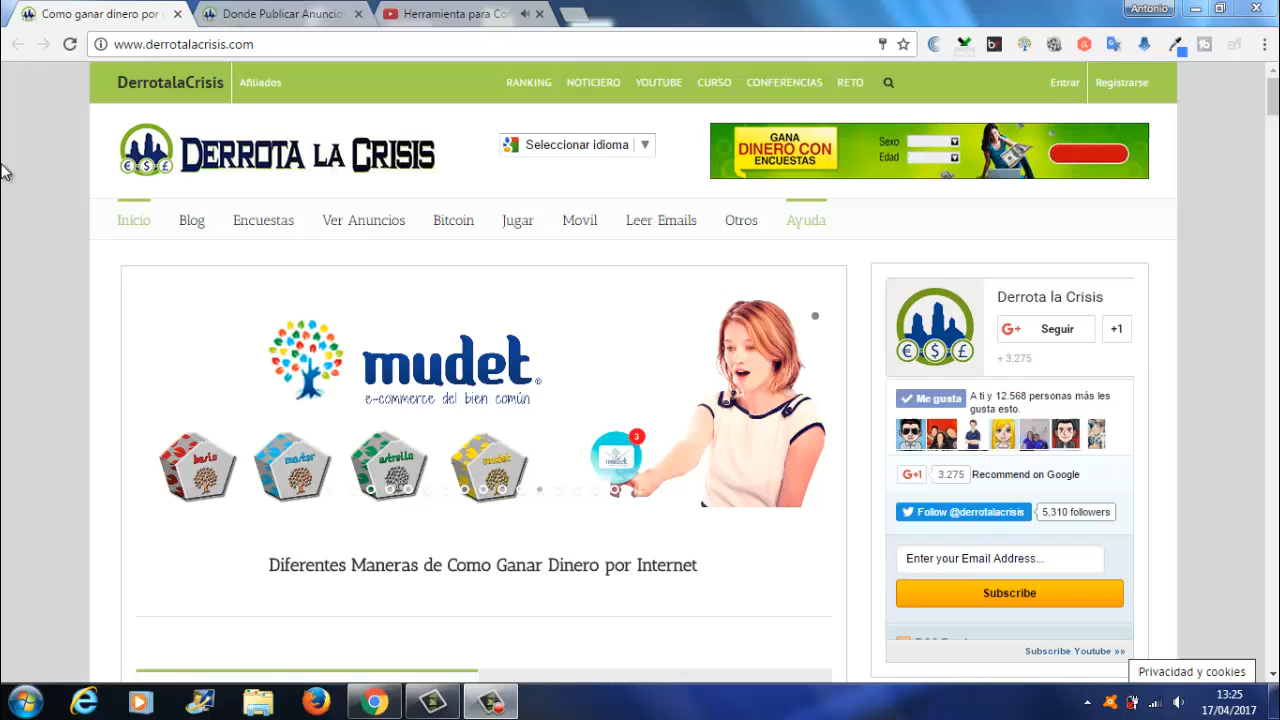 Como ganar dinero por
Donde Publicar Anuncio
Herramienta para Co
Antonio
www.derrotalacrisis.com
DerrotalaCrisis
Afiliados
RANKING
NOTICIERO
YOUTUBE
CURSO
CONFERENCIAS
RETO
Entrar
Registrarse
€ $ £
DERROTA LA CRISIS
Seleccionar idioma
GANA
DINERO CON
ENCUESTAS
Sexo
Edad
Inicio
Blog
Encuestas
Ver Anuncios
Bitcoin
Jugar
Movil
Leer Emails
Otros
Ayuda
mudet®
e-commerce del bien común
basic
master
estrella
mudet
3
mudet
Diferentes Maneras de Como Ganar Dinero por Internet
€ $ £
Derrota la Crisis
G+ Seguir
+1
+ 3.275
Me gusta
A ti y 12.568 personas más les
gusta esto.
G+1
3.275
Recommend on Google
Follow @derrotalacrisis
5,310 followers
Enter your Email Address...
Subscribe
Subscribe Youtube »»
Privacidad y cookies
13:25
17/04/2017